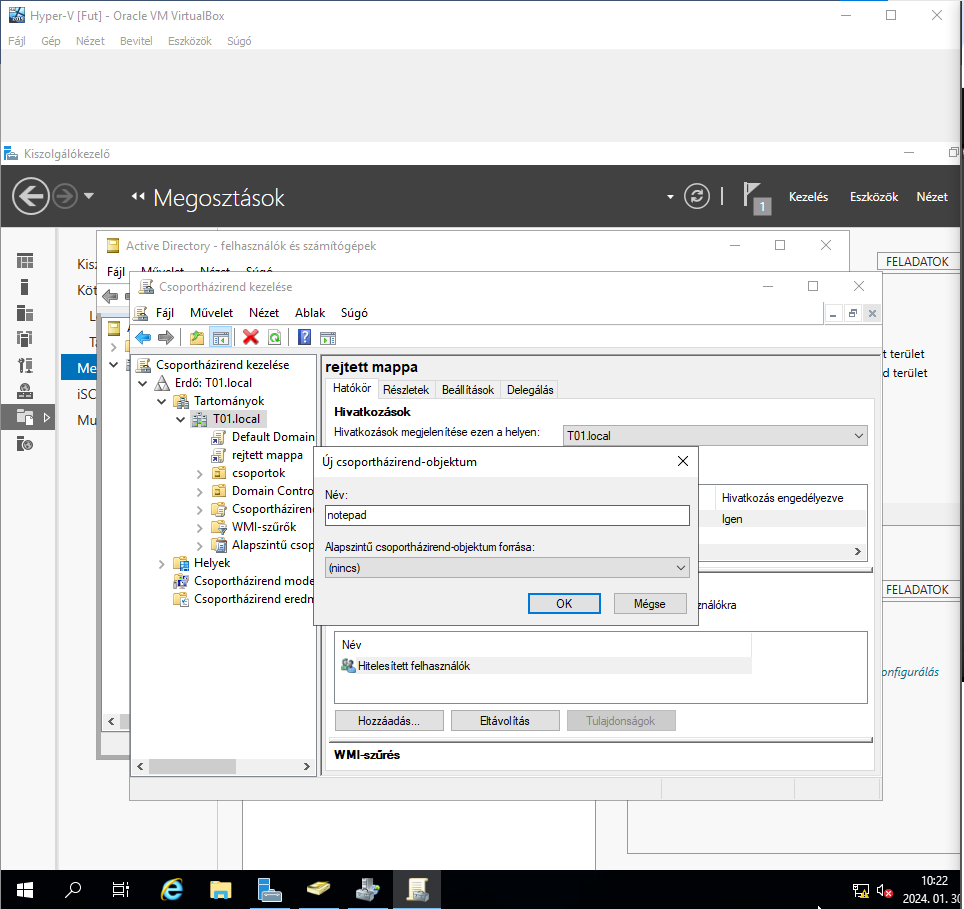 Hyper-V [Fut] - Oracle VM VirtualBox
Fájl Gép Nézet Bevitel Eszközök Súgó
Kiszolgálókezelő
Megosztások
1
Kezelés Eszközök Nézet
Active Directory - felhasználók és számítógépek
Fájl Művelet Nézet Súgó
FELADATOK
Csoportházirend kezelése
Fájl Művelet Nézet Ablak Súgó
Me
iSC
Mu
t terület
d terület
Csoportházirend kezelése
Erdő: T01.local
Tartományok
T01.local
Default Domain
rejtett mappa
csoportok
Domain Contro
Csoportháziren
WMI-szűrők
Alapszintű csop
Helyek
Csoportházirend mode
Csoportházirend eredm
rejtett mappa
Hatókör Részletek Beállítások Delegálás
Hivatkozások
Hivatkozások megjelenítése ezen a helyen:
T01.local
Hivatkozás engedélyezve
Igen
Új csoportházirend-objektum
Név:
notepad
Alapszintű csoportházirend-objektum forrása:
(nincs)
OK Mégse
FELADATOK
ználókra
onfigurálás
Név
Hitelesített felhasználók
Hozzáadás... Eltávolítás Tulajdonságok
WMI-szűrés
10:22
2024. 01. 30